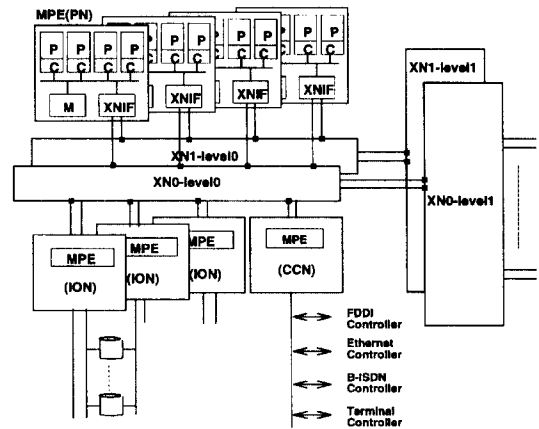 MPE(PN)
P P P P
C C C C
M XNIF
P P
C C
XNIF
P P
C C
XNIF
P P P P
C C
XNIF
XN1-level0
XN0-level0
XN1-level1
XN0-level1
MPE
(ION)
MPE
(ION)
MPE
(ION)
MPE
(CCN)
FDDI
Controller
Ethernet
Controller
B-ISDN
Controller
Terminal
Controller